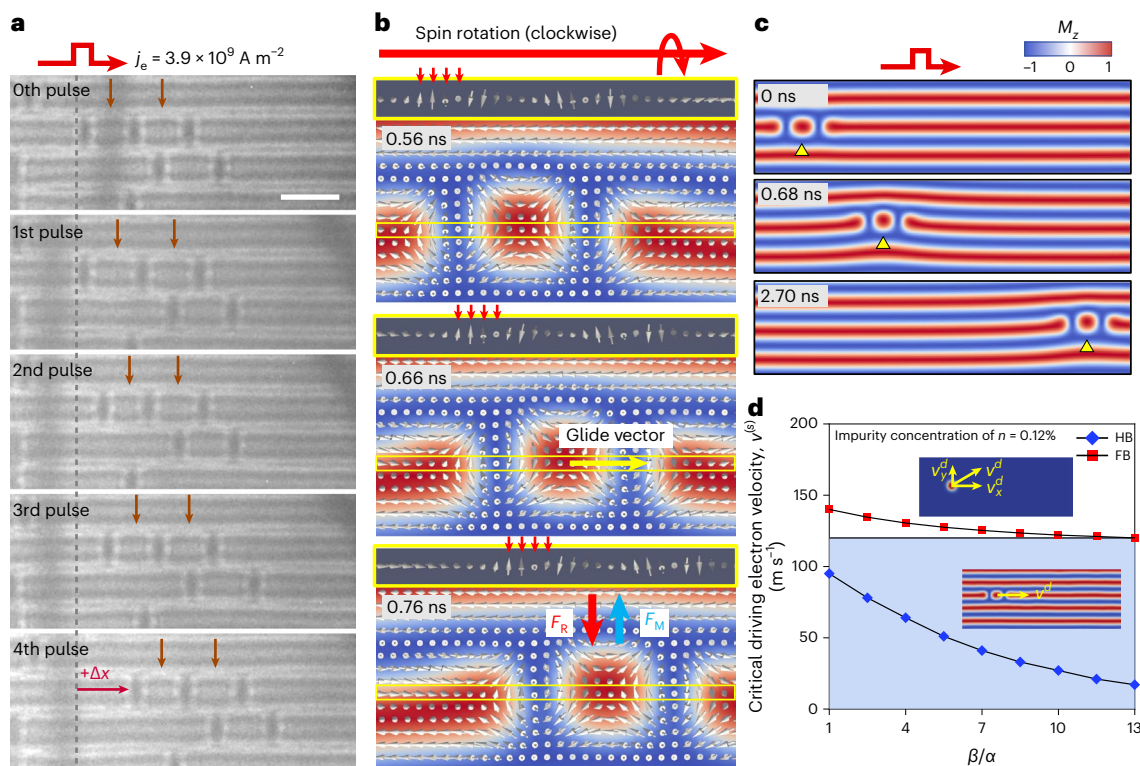 a
jₑ = 3.9 × 10⁹ A m⁻²
0th pulse
1st pulse
2nd pulse
3rd pulse
4th pulse
+Δx
b
Spin rotation (clockwise)
0.56 ns
0.66 ns
Glide vector
0.76 ns
F_R
F_M
c
M_z
−1 0 1
0 ns
0.68 ns
2.70 ns
d
Critical driving electron velocity, v⁽ˢ⁾
(m s⁻¹)
200
150
100
50
0
Impurity concentration of n = 0.12%
HB
FB
v_y^d
v^d
v_x^d
v^d
1 4 7 10 13
β/α